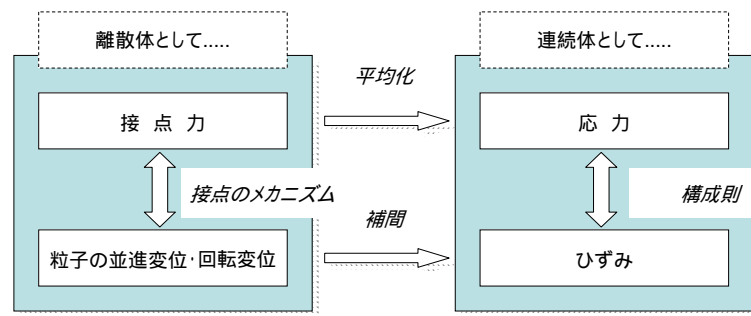 離散体として.....
連続体として.....
平均化
接 点 力
応 力
接点のメカニズム
構成則
補間
粒子の並進変位･回転変位
ひずみ